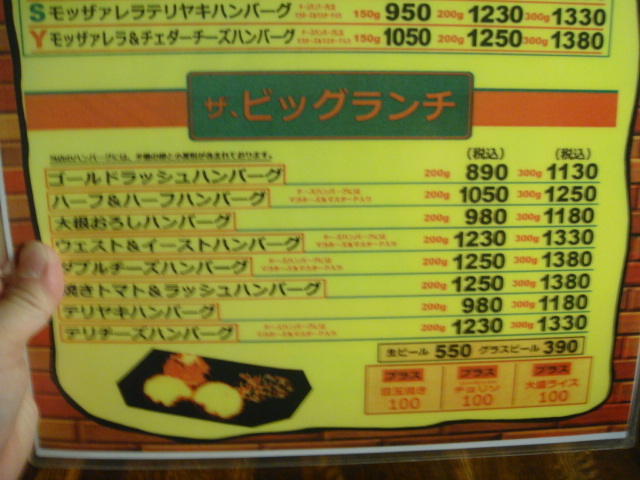 S モッザァレラテリヤキハンバーグ 150g 950 200g 1230 300g 1330
Y モッザァレラ&チェダーチーズハンバーグ 150g 1050 200g 1250 300g 1380
ザ、ビッグランチ
(税込) (税込)
ゴールドラッシュハンバーグ 200g 890 300g 1130
ハーフ&ハーフハンバーグ 200g 1050 300g 1250
大根おろしハンバーグ 200g 980 300g 1180
ウェスト&イーストハンバーグ 200g 1230 300g 1330
ダブルチーズハンバーグ 200g 1250 300g 1380
焼きトマト&ラッシュハンバーグ 200g 1250 300g 1380
テリヤキハンバーグ 200g 980 300g 1180
テリチーズハンバーグ 200g 1230 300g 1330
生ビール 550 グラスビール 390
プラス プラス プラス
目玉焼き チョリソ 大盛ライス
100 100 100